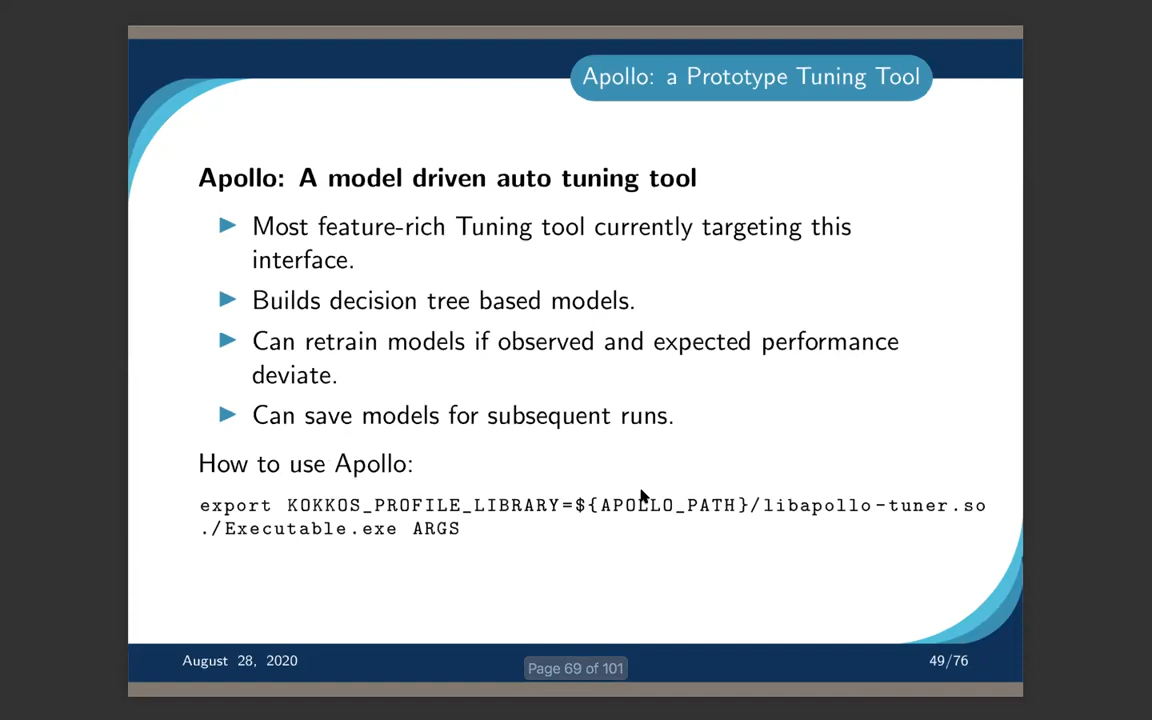 Apollo: a Prototype Tuning Tool
Apollo: A model driven auto tuning tool
Most feature-rich Tuning tool currently targeting this
interface.
Builds decision tree based models.
Can retrain models if observed and expected performance
deviate.
Can save models for subsequent runs.
How to use Apollo:
export KOKKOS_PROFILE_LIBRARY=${APOLLO_PATH}/libapollo-tuner.so
./Executable.exe ARGS
August 28, 2020
Page 69 of 101
49/76